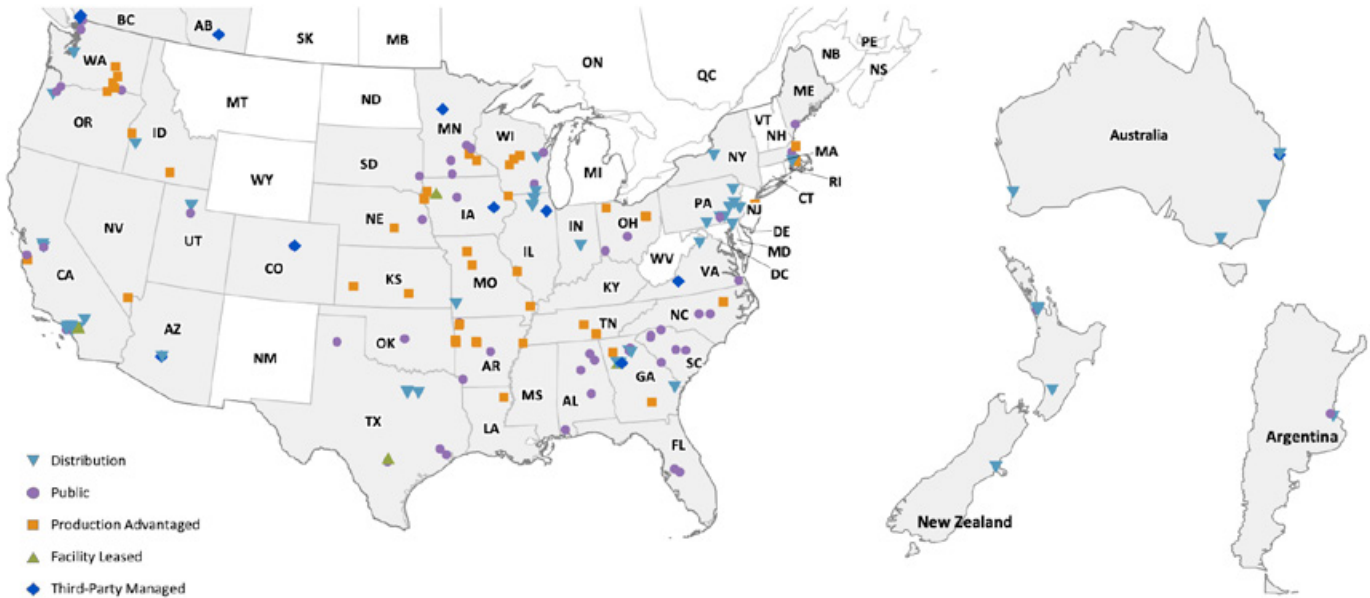 BC
AB
SK
MB
ON
QC
NB
PE
NS
WA
MT
ND
MN
WI
ME
VT
NH
OR
ID
SD
NY
MA
RI
CT
Australia
WY
MI
NV
UT
NE
IA
PA
NJ
DE
MD
DC
CA
CO
KS
MO
IL
IN
OH
WV
VA
KY
AZ
NM
OK
AR
TN
NC
SC
MS
AL
GA
TX
LA
FL
Argentina
New Zealand
Distribution
Public
Production Advantaged
Facility Leased
Third-Party Managed